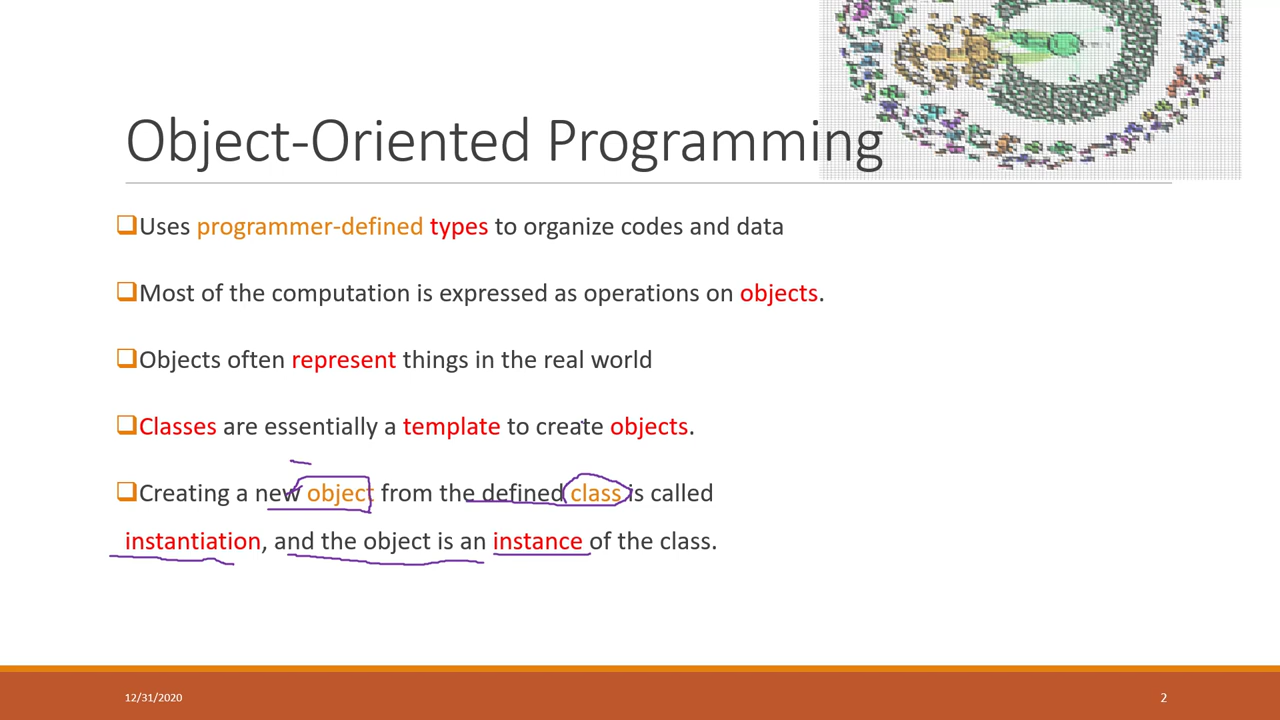 Object-Oriented Programming
Uses programmer-defined types to organize codes and data
Most of the computation is expressed as operations on objects.
Objects often represent things in the real world
Classes are essentially a template to create objects.
Creating a new object from the defined class is called
instantiation, and the object is an instance of the class.
12/31/2020
2